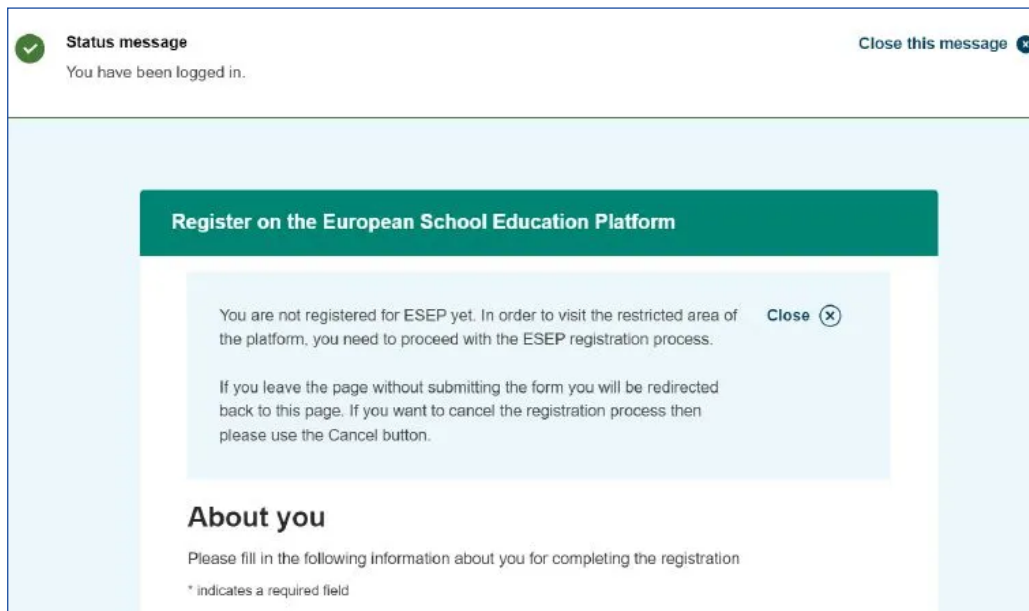 Status message
Close this message
You have been logged in.
Register on the European School Education Platform
You are not registered for ESEP yet. In order to visit the restricted area of
the platform, you need to proceed with the ESEP registration process.
Close
If you leave the page without submitting the form you will be redirected
back to this page. If you want to cancel the registration process then
please use the Cancel button.
About you
Please fill in the following information about you for completing the registration
* indicates a required field